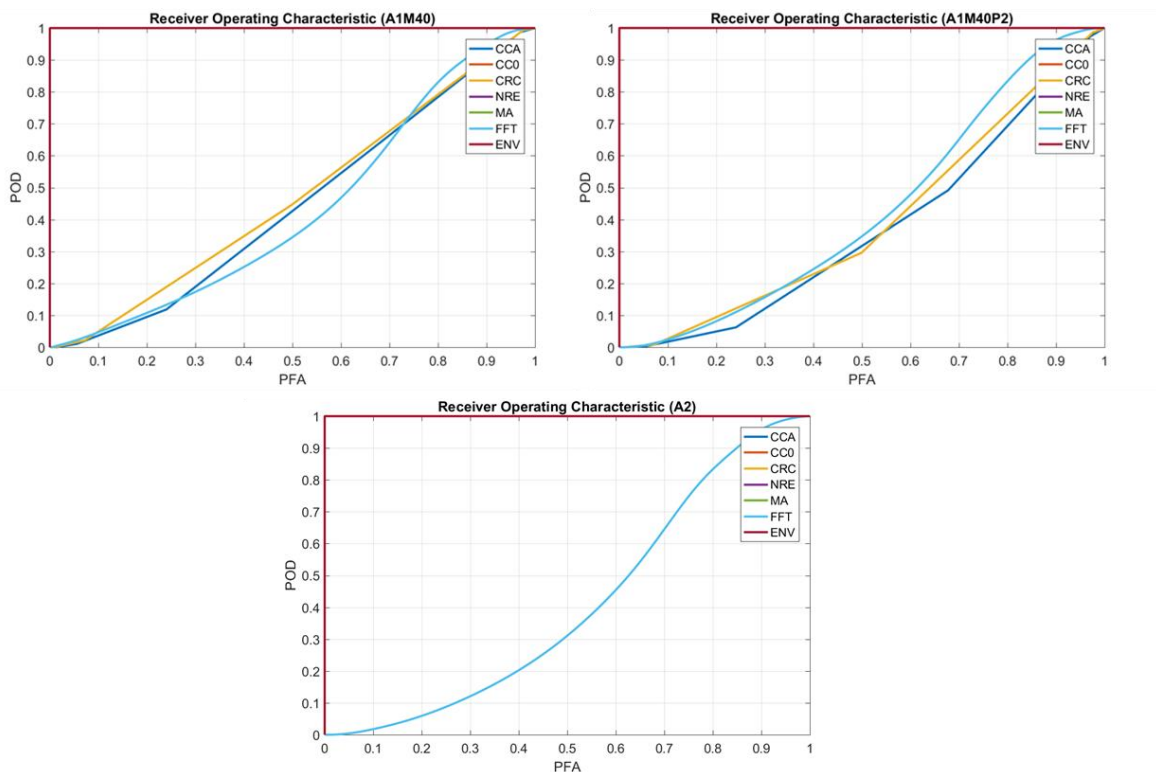 Receiver Operating Characteristic (A1M40)
1
0.9
0.8
0.7
0.6
0.5
0.4
0.3
0.2
0.1
0
POD
0 0.1 0.2 0.3 0.4 0.5 0.6 0.7 0.8 0.9 1
PFA
CCA
CC0
CRC
NRE
MA
FFT
ENV
Receiver Operating Characteristic (A1M40P2)
1
0.9
0.8
0.7
0.6
0.5
0.4
0.3
0.2
0.1
0
POD
0 0.1 0.2 0.3 0.4 0.5 0.6 0.7 0.8 0.9 1
PFA
CCA
CC0
CRC
NRE
MA
FFT
ENV
Receiver Operating Characteristic (A2)
1
0.9
0.8
0.7
0.6
0.5
0.4
0.3
0.2
0.1
0
POD
0 0.1 0.2 0.3 0.4 0.5 0.6 0.7 0.8 0.9 1
PFA
CCA
CC0
CRC
NRE
MA
FFT
ENV